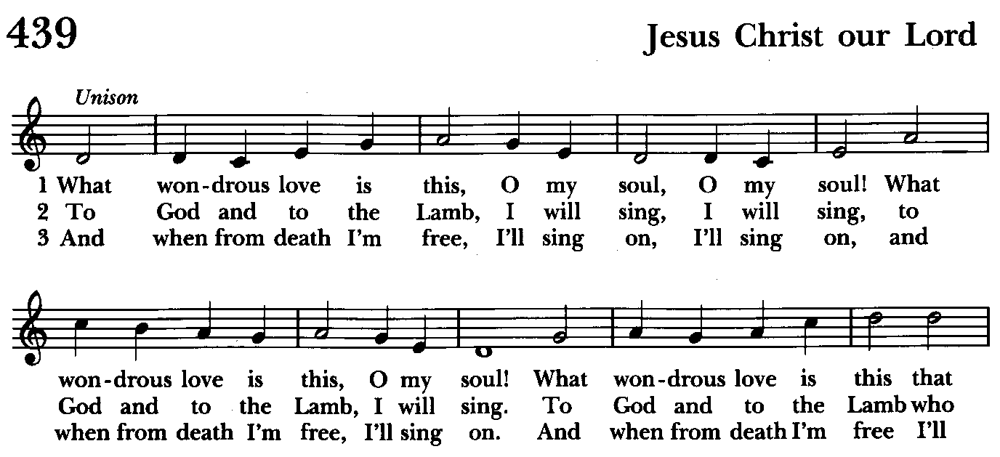 439 Jesus Christ our Lord
Unison
1 What won-drous love is this, O my soul, O my soul! What
2 To God and to the Lamb, I will sing, I will sing, to
3 And when from death I'm free, I'll sing on, I'll sing on, and
won-drous love is this, O my soul! What won-drous love is this that
God and to the Lamb, I will sing. To God and to the Lamb who
when from death I'm free, I'll sing on. And when from death I'm free I'll